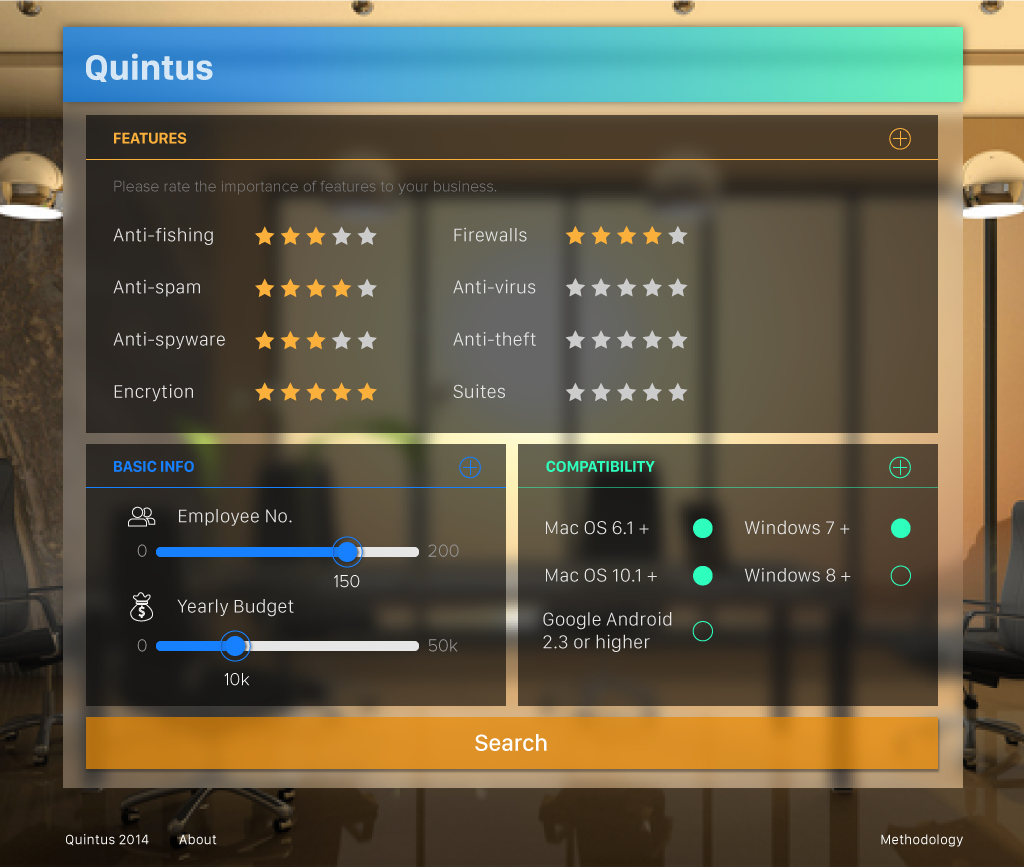 Quintus
FEATURES
Please rate the importance of features to your business.
Anti-fishing
Firewalls
Anti-spam
Anti-virus
Anti-spyware
Anti-theft
Encrytion
Suites
BASIC INFO
Employee No.
0
200
150
$
Yearly Budget
0
50k
10k
COMPATIBILITY
Mac OS 6.1 +
Windows 7 +
Mac OS 10.1 +
Windows 8 +
Google Android
2.3 or higher
Search
Quintus 2014
About
Methodology